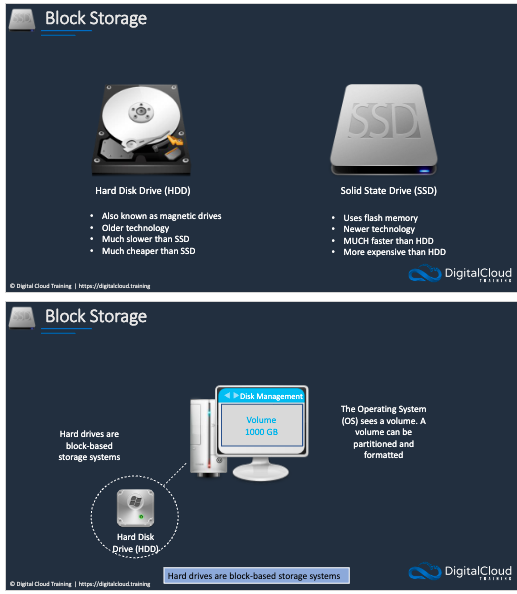 Block Storage
SSD
Hard Disk Drive (HDD)
• Also known as magnetic drives
• Older technology
• Much slower than SSD
• Much cheaper than SSD
Solid State Drive (SSD)
• Uses flash memory
• Newer technology
• MUCH faster than HDD
• More expensive than HDD
© Digital Cloud Training | https://digitalcloud.training
DigitalCloud
TRAINING
Block Storage
Disk Management
Volume
1000 GB
Hard drives are
block-based
storage systems
The Operating System
(OS) sees a volume. A
volume can be
partitioned and
formatted
Hard Disk
Drive (HDD)
Hard drives are block-based storage systems
© Digital Cloud Training | https://digitalcloud.training
DigitalCloud
TRAINING